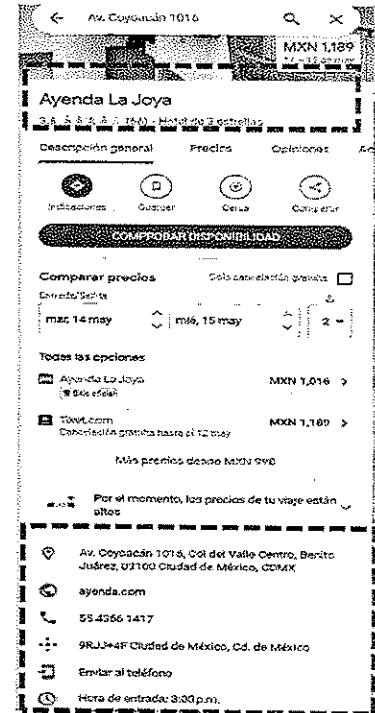 Av. Coyoacán 1016
MXN 1,189
Ayenda La Joya
(66) - Hotel de 3 estrellas
Descripción general Precios Opiniones
Indicaciones Guardar Cerca Compartir
COMPROBAR DISPONIBILIDAD
Comparar precios Solo cancelación gratuita
Entrada/Salida
mar, 14 may mié, 15 may 2
Todas las opciones
Ayenda La Joya MXN 1,016
Sitio oficial
MXN 1,189
Cancelación gratuita hasta el 12 may
Más precios desde MXN 998
Por el momento, los precios de tu viaje están
altos
Av. Coyoacán 1016, Col del Valle Centro, Benito
Juárez, 03100 Ciudad de México, CDMX
ayenda.com
55 4366 1417
9RJJ+4F Ciudad de México, Cd. de México
Enviar al teléfono
Hora de entrada: 3:00 p.m.